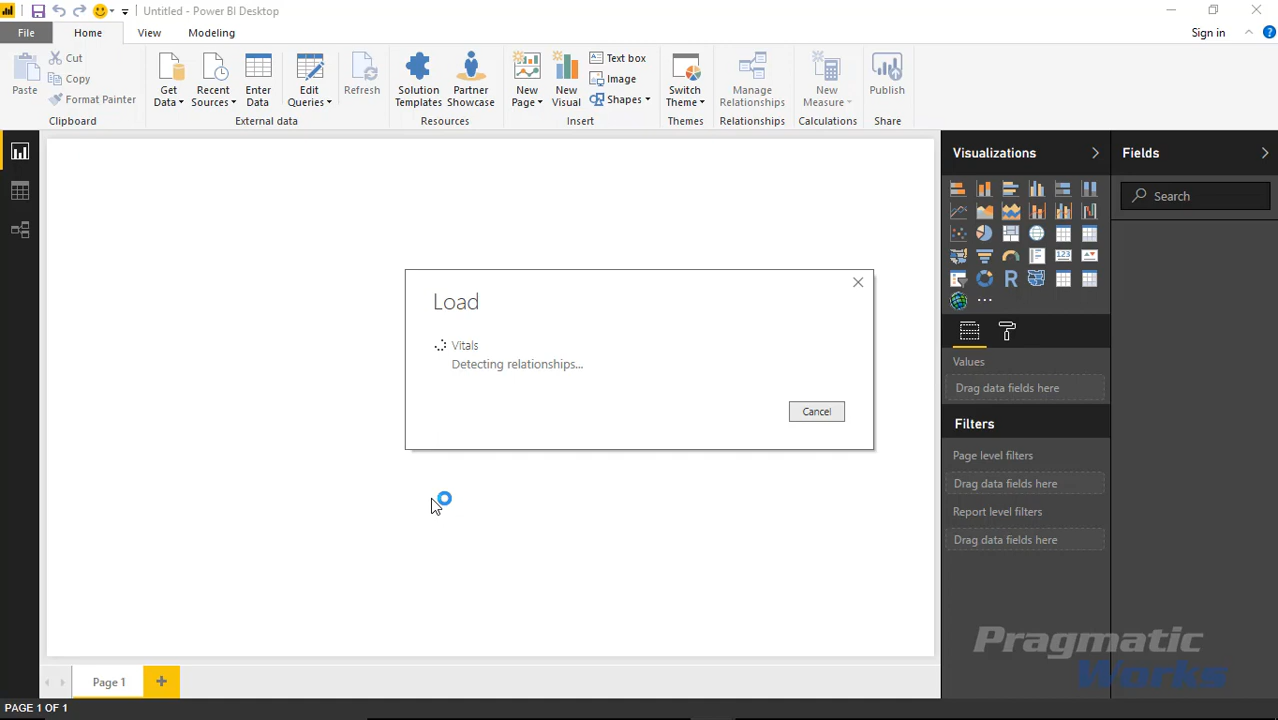 Untitled - Power BI Desktop
File
Home
View
Modeling
Sign in
Paste
Cut
Copy
Format Painter
Clipboard
Get Data
Recent Sources
Enter Data
Edit Queries
Refresh
External data
Solution Templates
Partner Showcase
Resources
New Page
New Visual
Text box
Image
Shapes
Insert
Switch Theme
Themes
Manage Relationships
Relationships
New Measure
Calculations
Publish
Share
Load
Vitals
Detecting relationships...
Cancel
Visualizations
R
123
Values
Drag data fields here
Filters
Page level filters
Drag data fields here
Report level filters
Drag data fields here
Fields
Search
Pragmatic
Works
Page 1
PAGE 1 OF 1